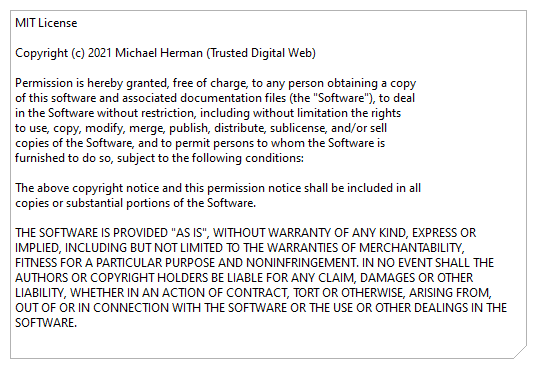 MIT License
Copyright (c) 2021 Michael Herman (Trusted Digital Web)
Permission is hereby granted, free of charge, to any person obtaining a copy
of this software and associated documentation files (the "Software"), to deal
in the Software without restriction, including without limitation the rights
to use, copy, modify, merge, publish, distribute, sublicense, and/or sell
copies of the Software, and to permit persons to whom the Software is
furnished to do so, subject to the following conditions:
The above copyright notice and this permission notice shall be included in all
copies or substantial portions of the Software.
THE SOFTWARE IS PROVIDED "AS IS", WITHOUT WARRANTY OF ANY KIND, EXPRESS OR
IMPLIED, INCLUDING BUT NOT LIMITED TO THE WARRANTIES OF MERCHANTABILITY,
FITNESS FOR A PARTICULAR PURPOSE AND NONINFRINGEMENT. IN NO EVENT SHALL THE
AUTHORS OR COPYRIGHT HOLDERS BE LIABLE FOR ANY CLAIM, DAMAGES OR OTHER
LIABILITY, WHETHER IN AN ACTION OF CONTRACT, TORT OR OTHERWISE, ARISING FROM,
OUT OF OR IN CONNECTION WITH THE SOFTWARE OR THE USE OR OTHER DEALINGS IN THE
SOFTWARE.